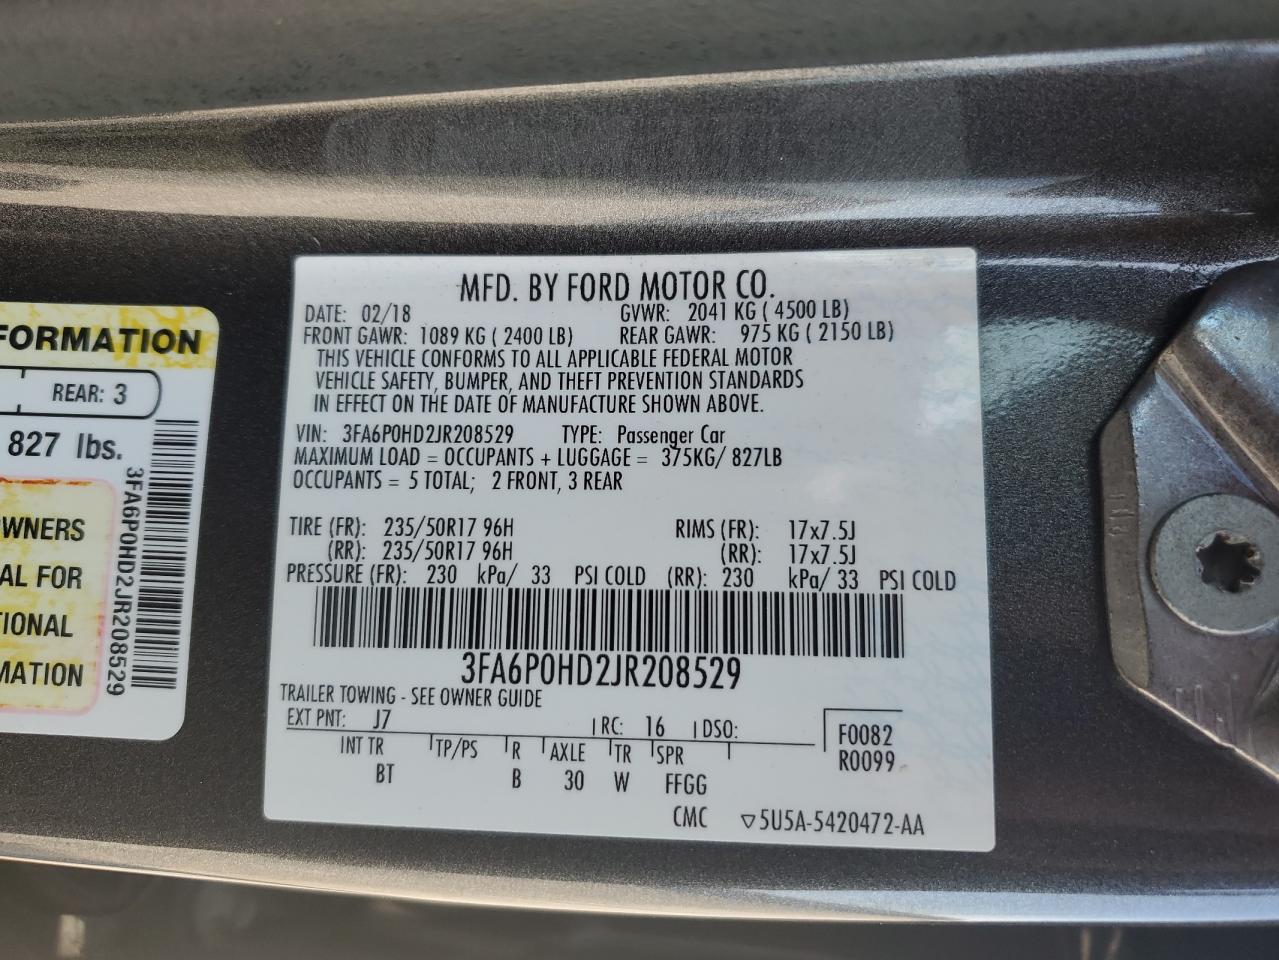 FORMATION
REAR: 3
827 lbs.
WNERS
AL FOR
TIONAL
MATION
3FA6P0HD2JR208529
MFD. BY FORD MOTOR CO.
DATE: 02/18 GVWR: 2041 KG ( 4500 LB)
FRONT GAWR: 1089 KG ( 2400 LB) REAR GAWR: 975 KG ( 2150 LB)
THIS VEHICLE CONFORMS TO ALL APPLICABLE FEDERAL MOTOR
VEHICLE SAFETY, BUMPER, AND THEFT PREVENTION STANDARDS
IN EFFECT ON THE DATE OF MANUFACTURE SHOWN ABOVE.
VIN: 3FA6P0HD2JR208529 TYPE: Passenger Car
MAXIMUM LOAD = OCCUPANTS + LUGGAGE = 375KG/ 827LB
OCCUPANTS = 5 TOTAL; 2 FRONT, 3 REAR
TIRE (FR): 235/50R17 96H RIMS (FR): 17x7.5J
(RR): 235/50R17 96H (RR): 17x7.5J
PRESSURE (FR): 230 kPa/ 33 PSI COLD (RR): 230 kPa/ 33 PSI COLD
3FA6P0HD2JR208529
TRAILER TOWING - SEE OWNER GUIDE
EXT PNT: J7 RC: 16 DSO: F0082
INT TR TP/PS R AXLE TR SPR R0099
BT B 30 W FFGG
CMC ▽5U5A-5420472-AA